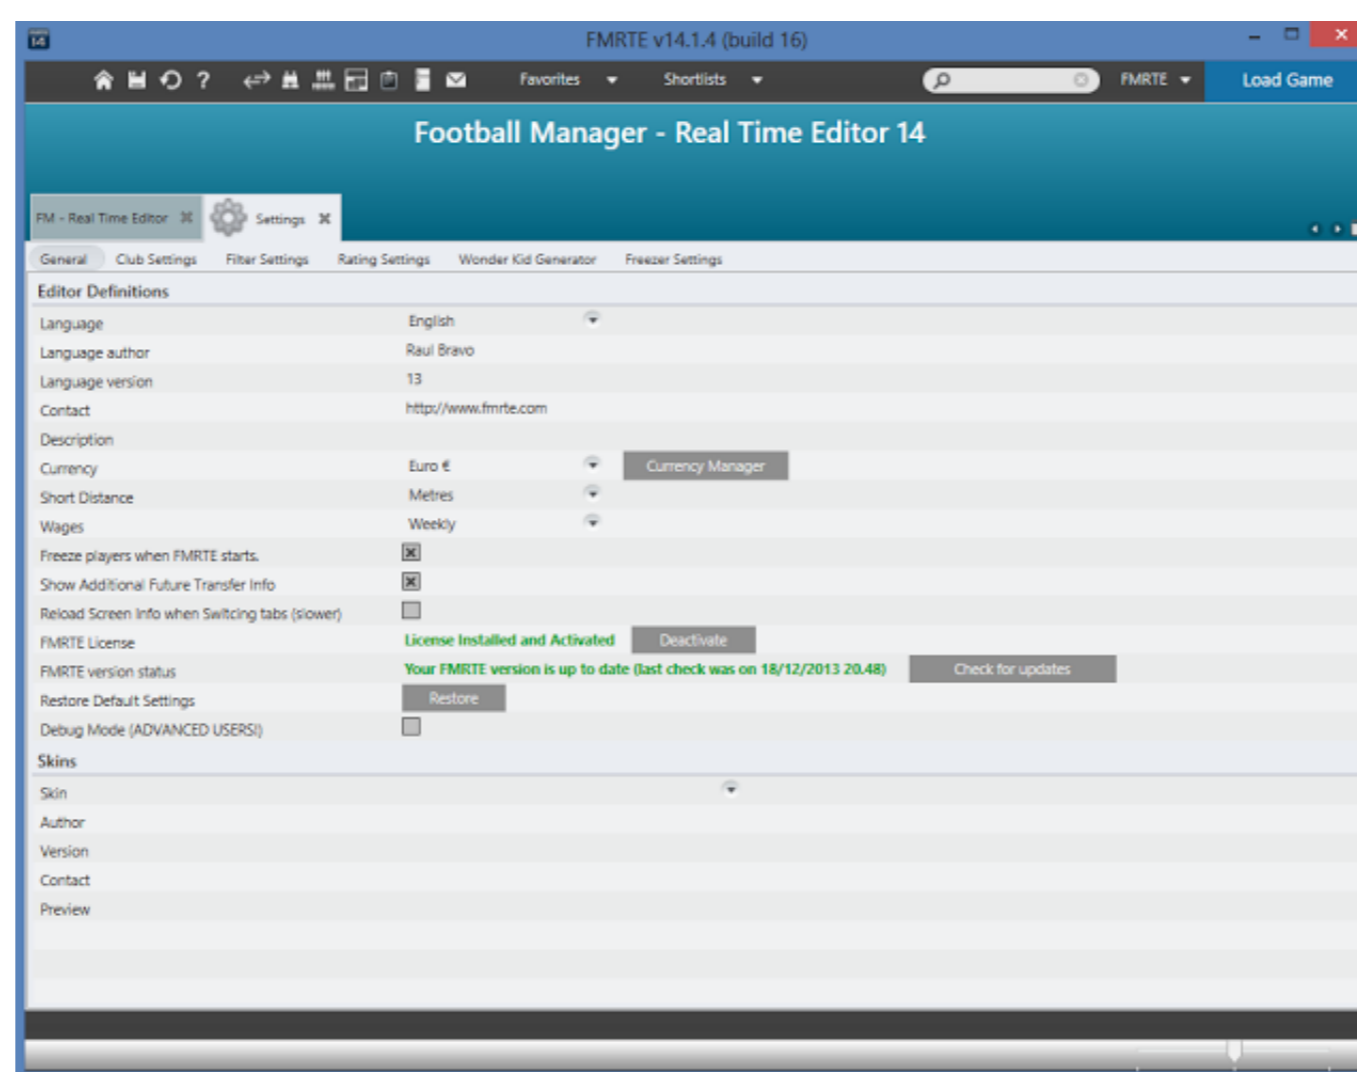 14
FMRTE v14.1.4 (build 16)
? Favorites Shortlists FMRTE Load Game
Football Manager - Real Time Editor 14
FM - Real Time Editor Settings
General Club Settings Filter Settings Rating Settings Wonder Kid Generator Freezer Settings
Editor Definitions
Language English
Language author Raul Bravo
Language version 13
Contact http://www.fmrte.com
Description
Currency Euro € Currency Manager
Short Distance Metres
Wages Weekly
Freeze players when FMRTE starts.
Show Additional Future Transfer Info
Reload Screen Info when Switcing tabs (slower)
FMRTE License License Installed and Activated Deactivate
FMRTE version status Your FMRTE version is up to date (last check was on 18/12/2013 20.48) Check for updates
Restore Default Settings Restore
Debug Mode (ADVANCED USERS!)
Skins
Skin
Author
Version
Contact
Preview